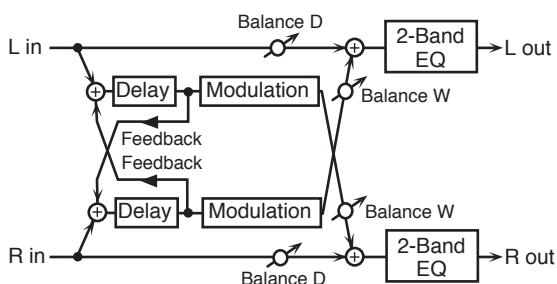 Balance D
2-Band
EQ
L in
L out
Delay
Modulation
Balance W
Feedback
Feedback
Delay
Modulation
Balance W
R in
Balance D
2-Band
EQ
R out